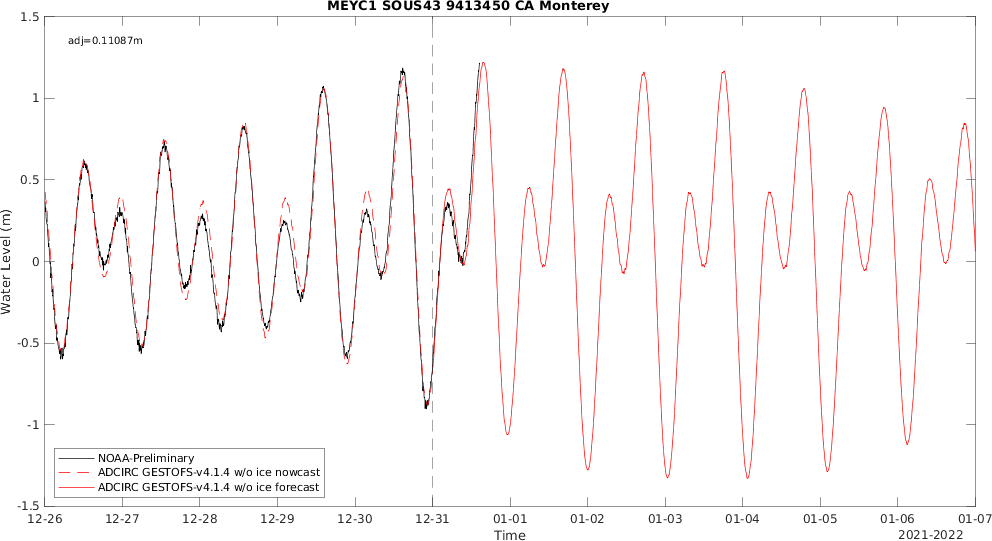 MEYC1 SOUS43 9413450 CA Monterey
adj=0.11087m
1.5
1
0.5
0
-0.5
-1
-1.5
Water Level (m)
NOAA-Preliminary
ADCIRC GESTOFS-v4.1.4 w/o ice nowcast
ADCIRC GESTOFS-v4.1.4 w/o ice forecast
12-26 12-27 12-28 12-29 12-30 12-31 01-01 01-02 01-03 01-04 01-05 01-06 01-07
Time
2021-2022